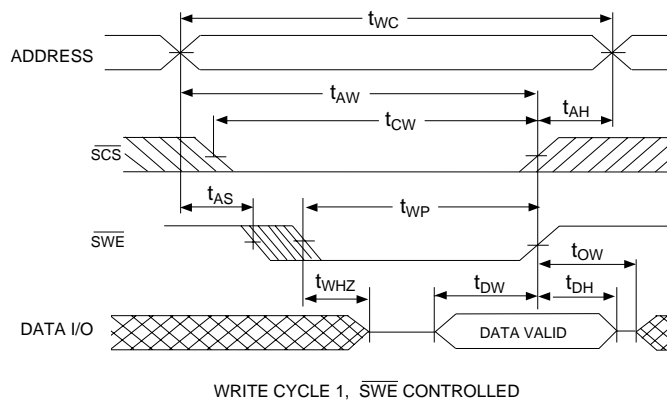 tWC
ADDRESS
tAW
tCW
tAH
SCS
tAS
tWP
SWE
tOW
tWHZ
tDW
tDH
DATA I/O
DATA VALID
WRITE CYCLE 1, SWE CONTROLLED